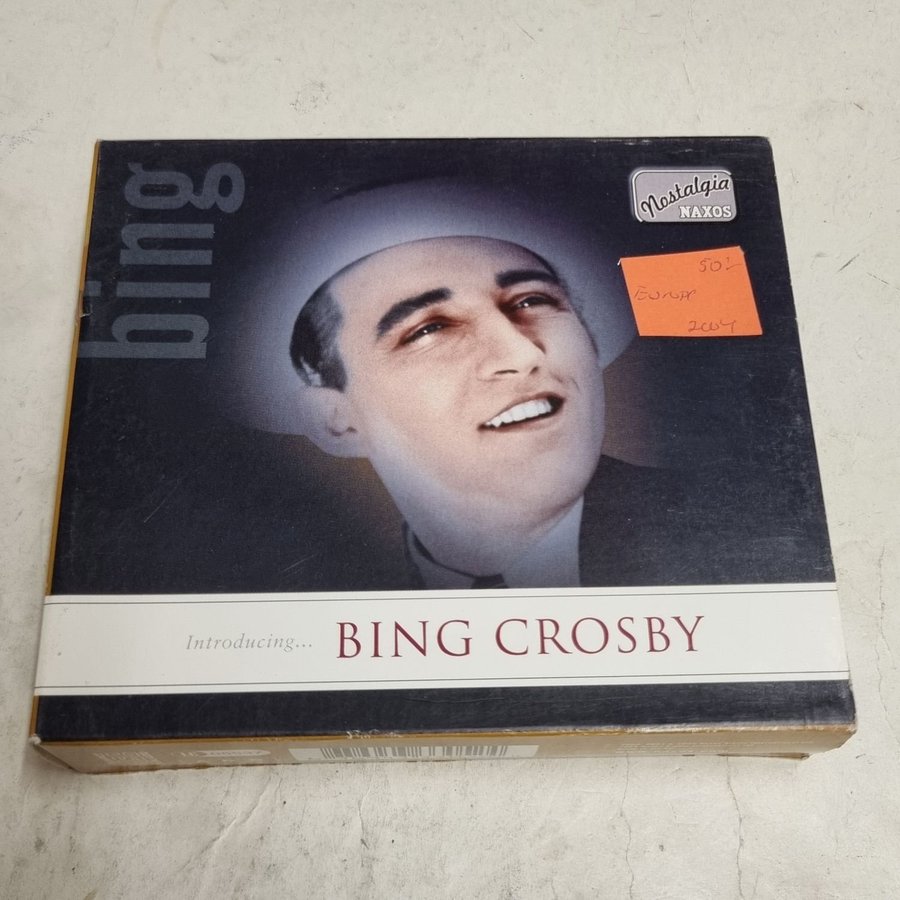 bing
Nostalgia
NAXOS
50:-
Europe
2004
Introducing...
BING CROSBY